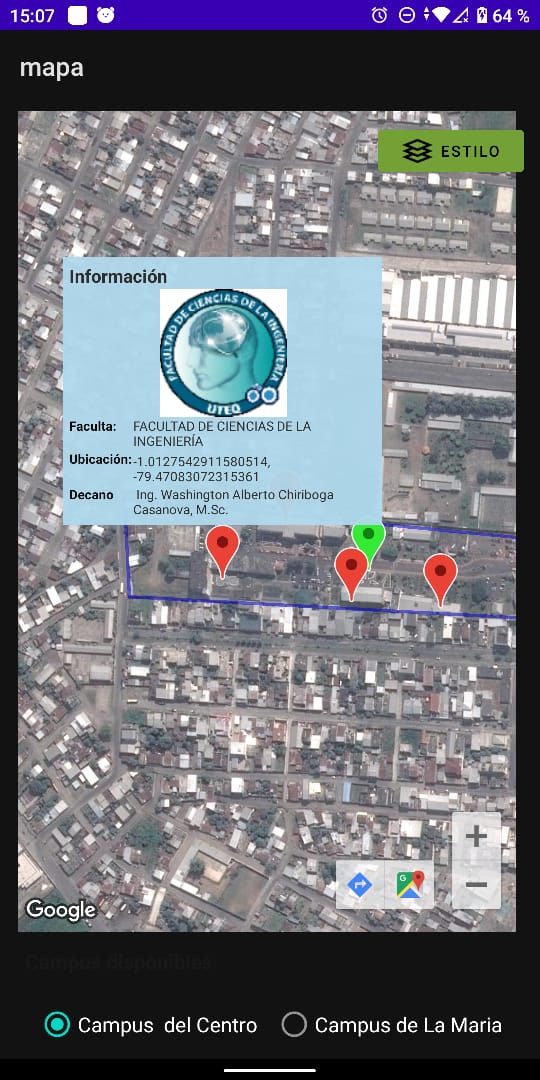 15:07
64 %
mapa
ESTILO
Información
FACULTAD DE CIENCIAS DE LA INGENIERÍA
UTEQ
Faculta: FACULTAD DE CIENCIAS DE LA
INGENIERÍA
Ubicación: -1.0127542911580514,
-79.47083072315361
Decano Ing. Washington Alberto Chiriboga
Casanova, M.Sc.
G
Google
Campus disponibles
Campus del Centro
Campus de La Maria